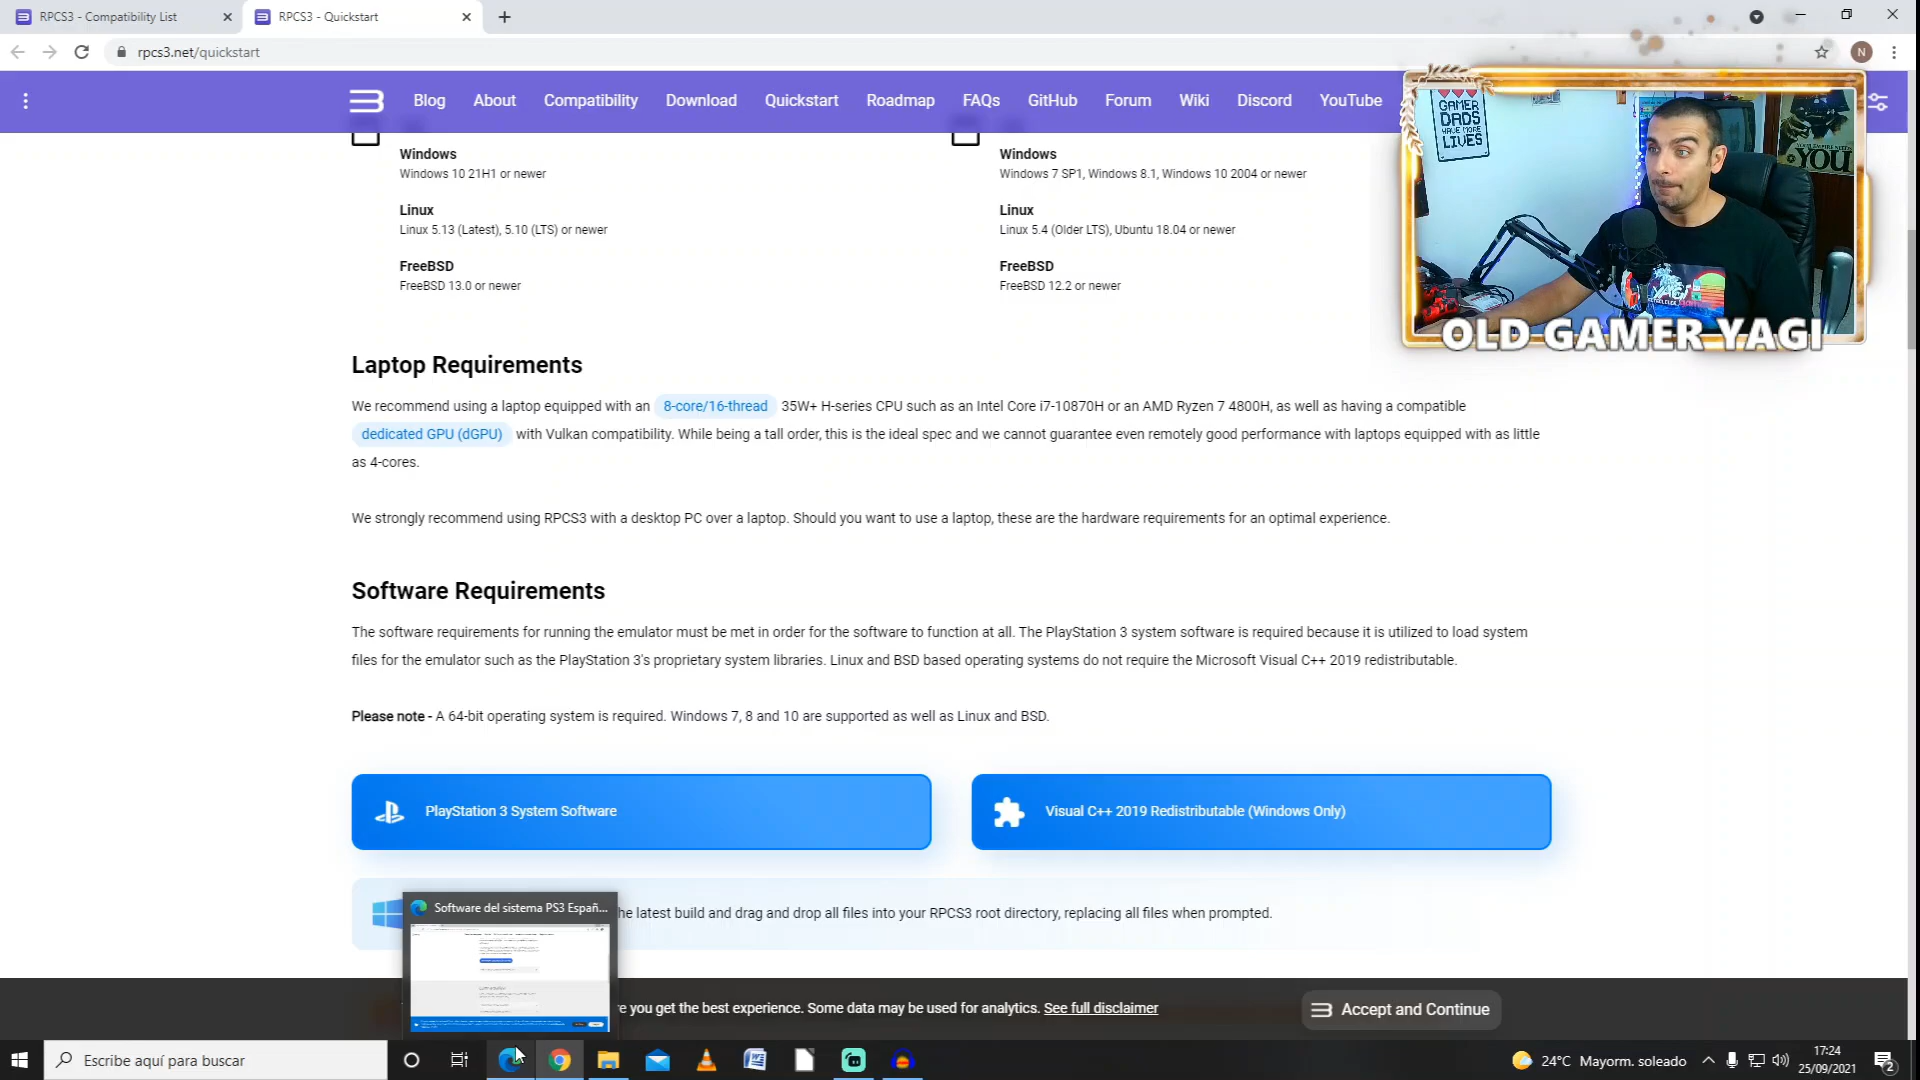 RPCS3 - Compatibility List
RPCS3 - Quickstart
rpcs3.net/quickstart
N
Blog
About
Compatibility
Download
Quickstart
Roadmap
FAQs
GitHub
Forum
Wiki
Discord
YouTube
GAMER
DADS
HAVE MORE
LIVES
YOU
OLD GAMER YAGI
Windows
Windows 10 21H1 or newer
Linux
Linux 5.13 (Latest), 5.10 (LTS) or newer
FreeBSD
FreeBSD 13.0 or newer
Windows
Windows 7 SP1, Windows 8.1, Windows 10 2004 or newer
Linux
Linux 5.4 (Older LTS), Ubuntu 18.04 or newer
FreeBSD
FreeBSD 12.2 or newer
Laptop Requirements
We recommend using a laptop equipped with an 8-core/16-thread 35W+ H-series CPU such as an Intel Core i7-10870H or an AMD Ryzen 7 4800H, as well as having a compatible
dedicated GPU (dGPU) with Vulkan compatibility. While being a tall order, this is the ideal spec and we cannot guarantee even remotely good performance with laptops equipped with as little
as 4-cores.
We strongly recommend using RPCS3 with a desktop PC over a laptop. Should you want to use a laptop, these are the hardware requirements for an optimal experience.
Software Requirements
The software requirements for running the emulator must be met in order for the software to function at all. The PlayStation 3 system software is required because it is utilized to load system
files for the emulator such as the PlayStation 3's proprietary system libraries. Linux and BSD based operating systems do not require the Microsoft Visual C++ 2019 redistributable.
Please note - A 64-bit operating system is required. Windows 7, 8 and 10 are supported as well as Linux and BSD.
PlayStation 3 System Software
Visual C++ 2019 Redistributable (Windows Only)
Software del sistema PS3 Españ...
he latest build and drag and drop all files into your RPCS3 root directory, replacing all files when prompted.
re you get the best experience. Some data may be used for analytics. See full disclaimer
Accept and Continue
Escribe aquí para buscar
24°C Mayorm. soleado
17:24
25/09/2021
2